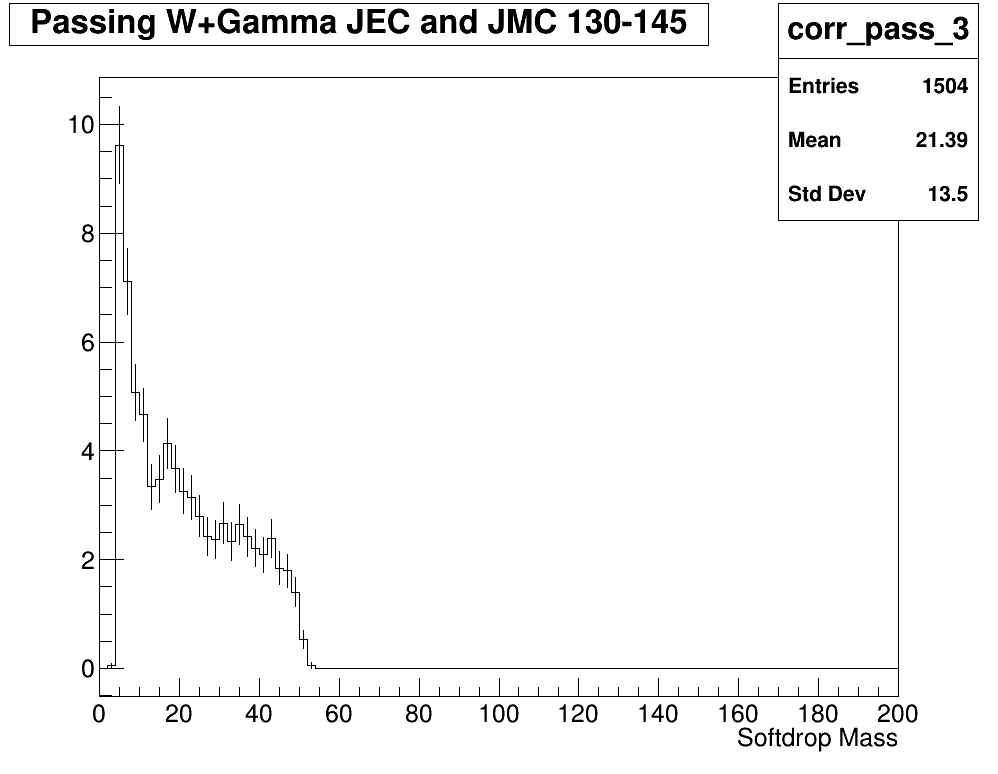 Passing W+Gamma JEC and JMC 130-145
corr_pass_3
Entries 1504
Mean 21.39
Std Dev 13.5
10
8
6
4
2
0
0 20 40 60 80 100 120 140 160 180 200
Softdrop Mass